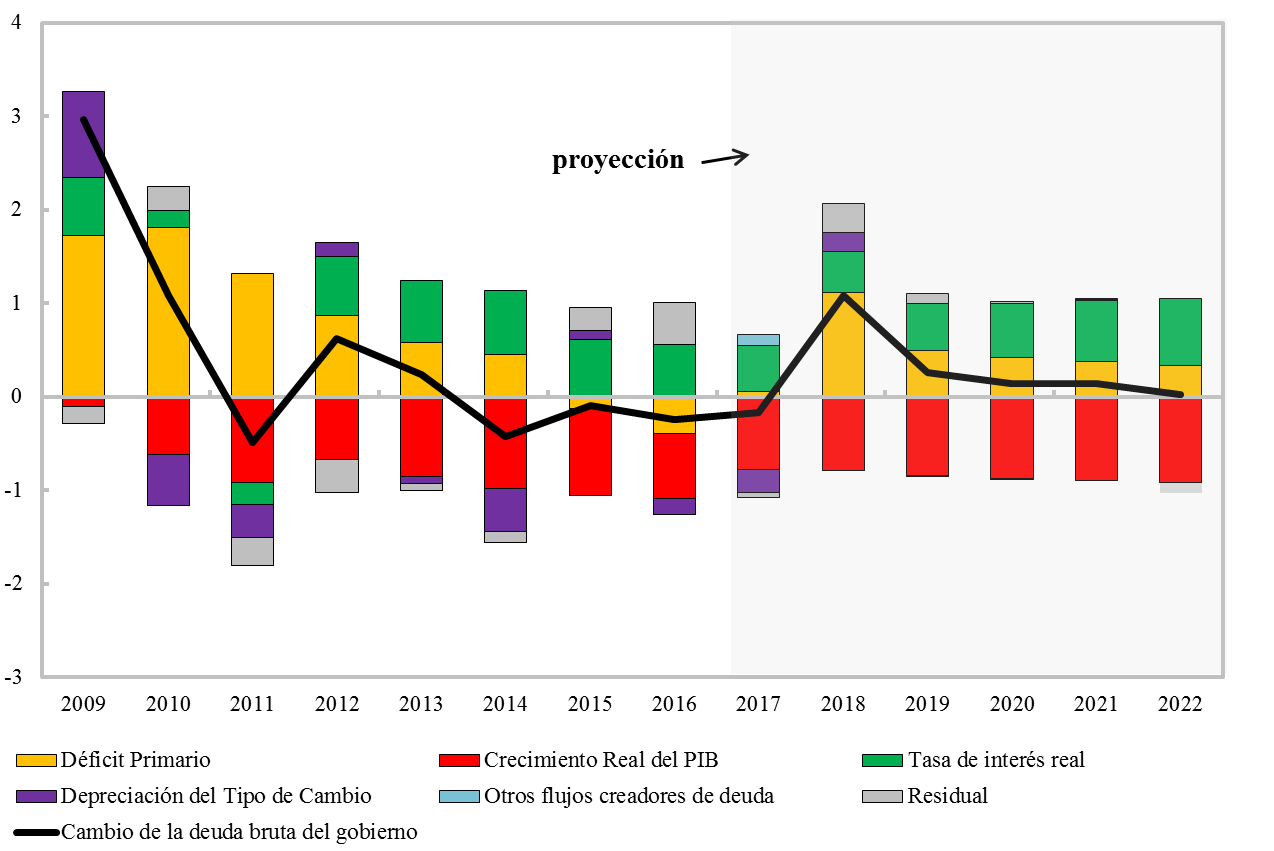 4
3
2
1
0
-1
-2
-3
proyección
2009 2010 2011 2012 2013 2014 2015 2016 2017 2018 2019 2020 2021 2022
Déficit Primario Crecimiento Real del PIB Tasa de interés real
Depreciación del Tipo de Cambio Otros flujos creadores de deuda Residual
Cambio de la deuda bruta del gobierno